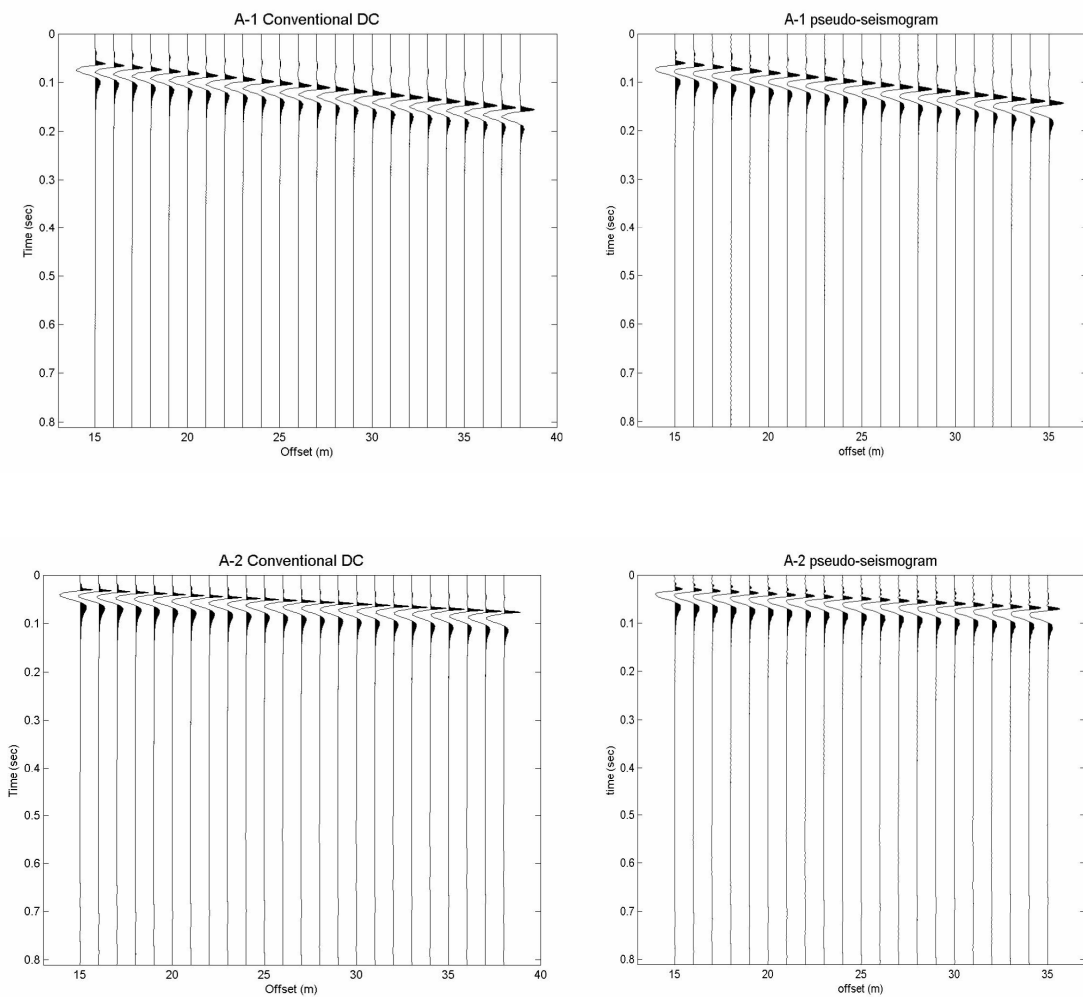 A-1 Conventional DC
0
0.1
0.2
0.3
0.4
0.5
0.6
0.7
0.8
Time (sec)
15 20 25 30 35 40
Offset (m)
A-1 pseudo-seismogram
0
0.1
0.2
0.3
0.4
0.5
0.6
0.7
0.8
time (sec)
15 20 25 30 35
offset (m)
A-2 Conventional DC
0
0.1
0.2
0.3
0.4
0.5
0.6
0.7
0.8
Time (sec)
15 20 25 30 35 40
Offset (m)
A-2 pseudo-seismogram
0
0.1
0.2
0.3
0.4
0.5
0.6
0.7
0.8
time (sec)
15 20 25 30 35
offset (m)